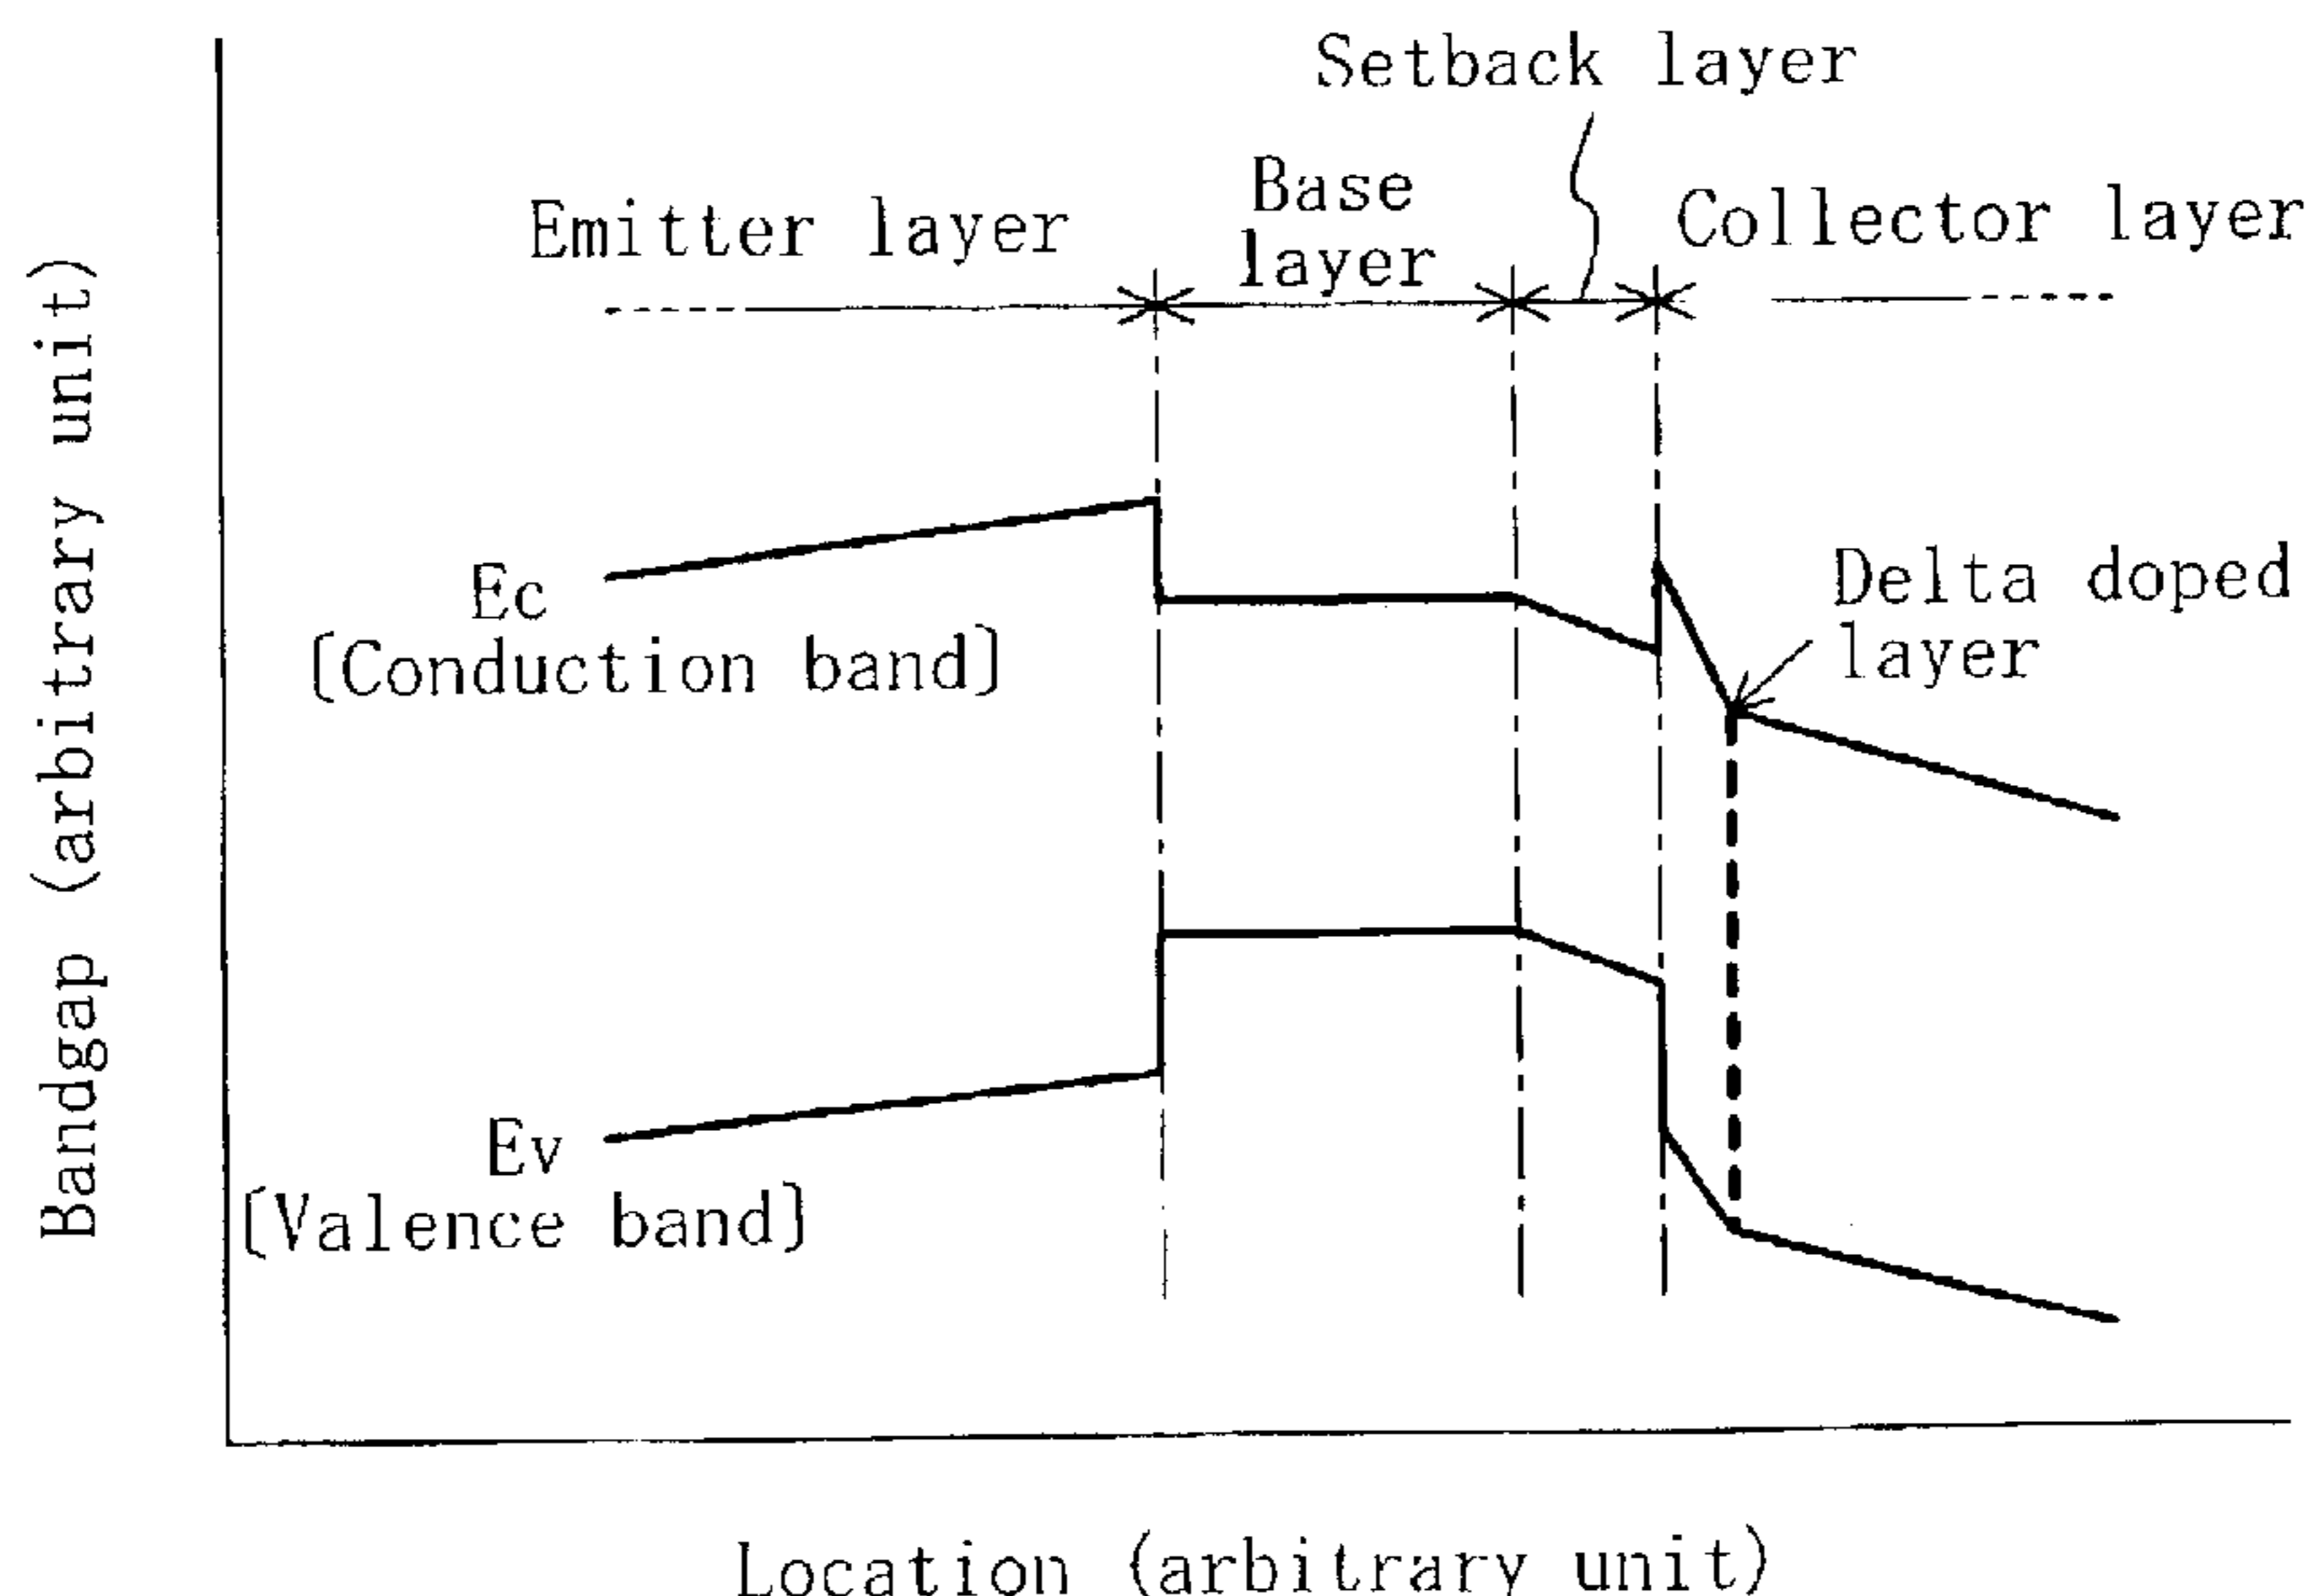 Setback layer
Base
layer
Emitter layer
Collector layer
Ec
(Conduction band)
Delta doped
layer
Ev
(Valence band)
Bandgap (arbitrary unit)
Location (arbitrary unit)